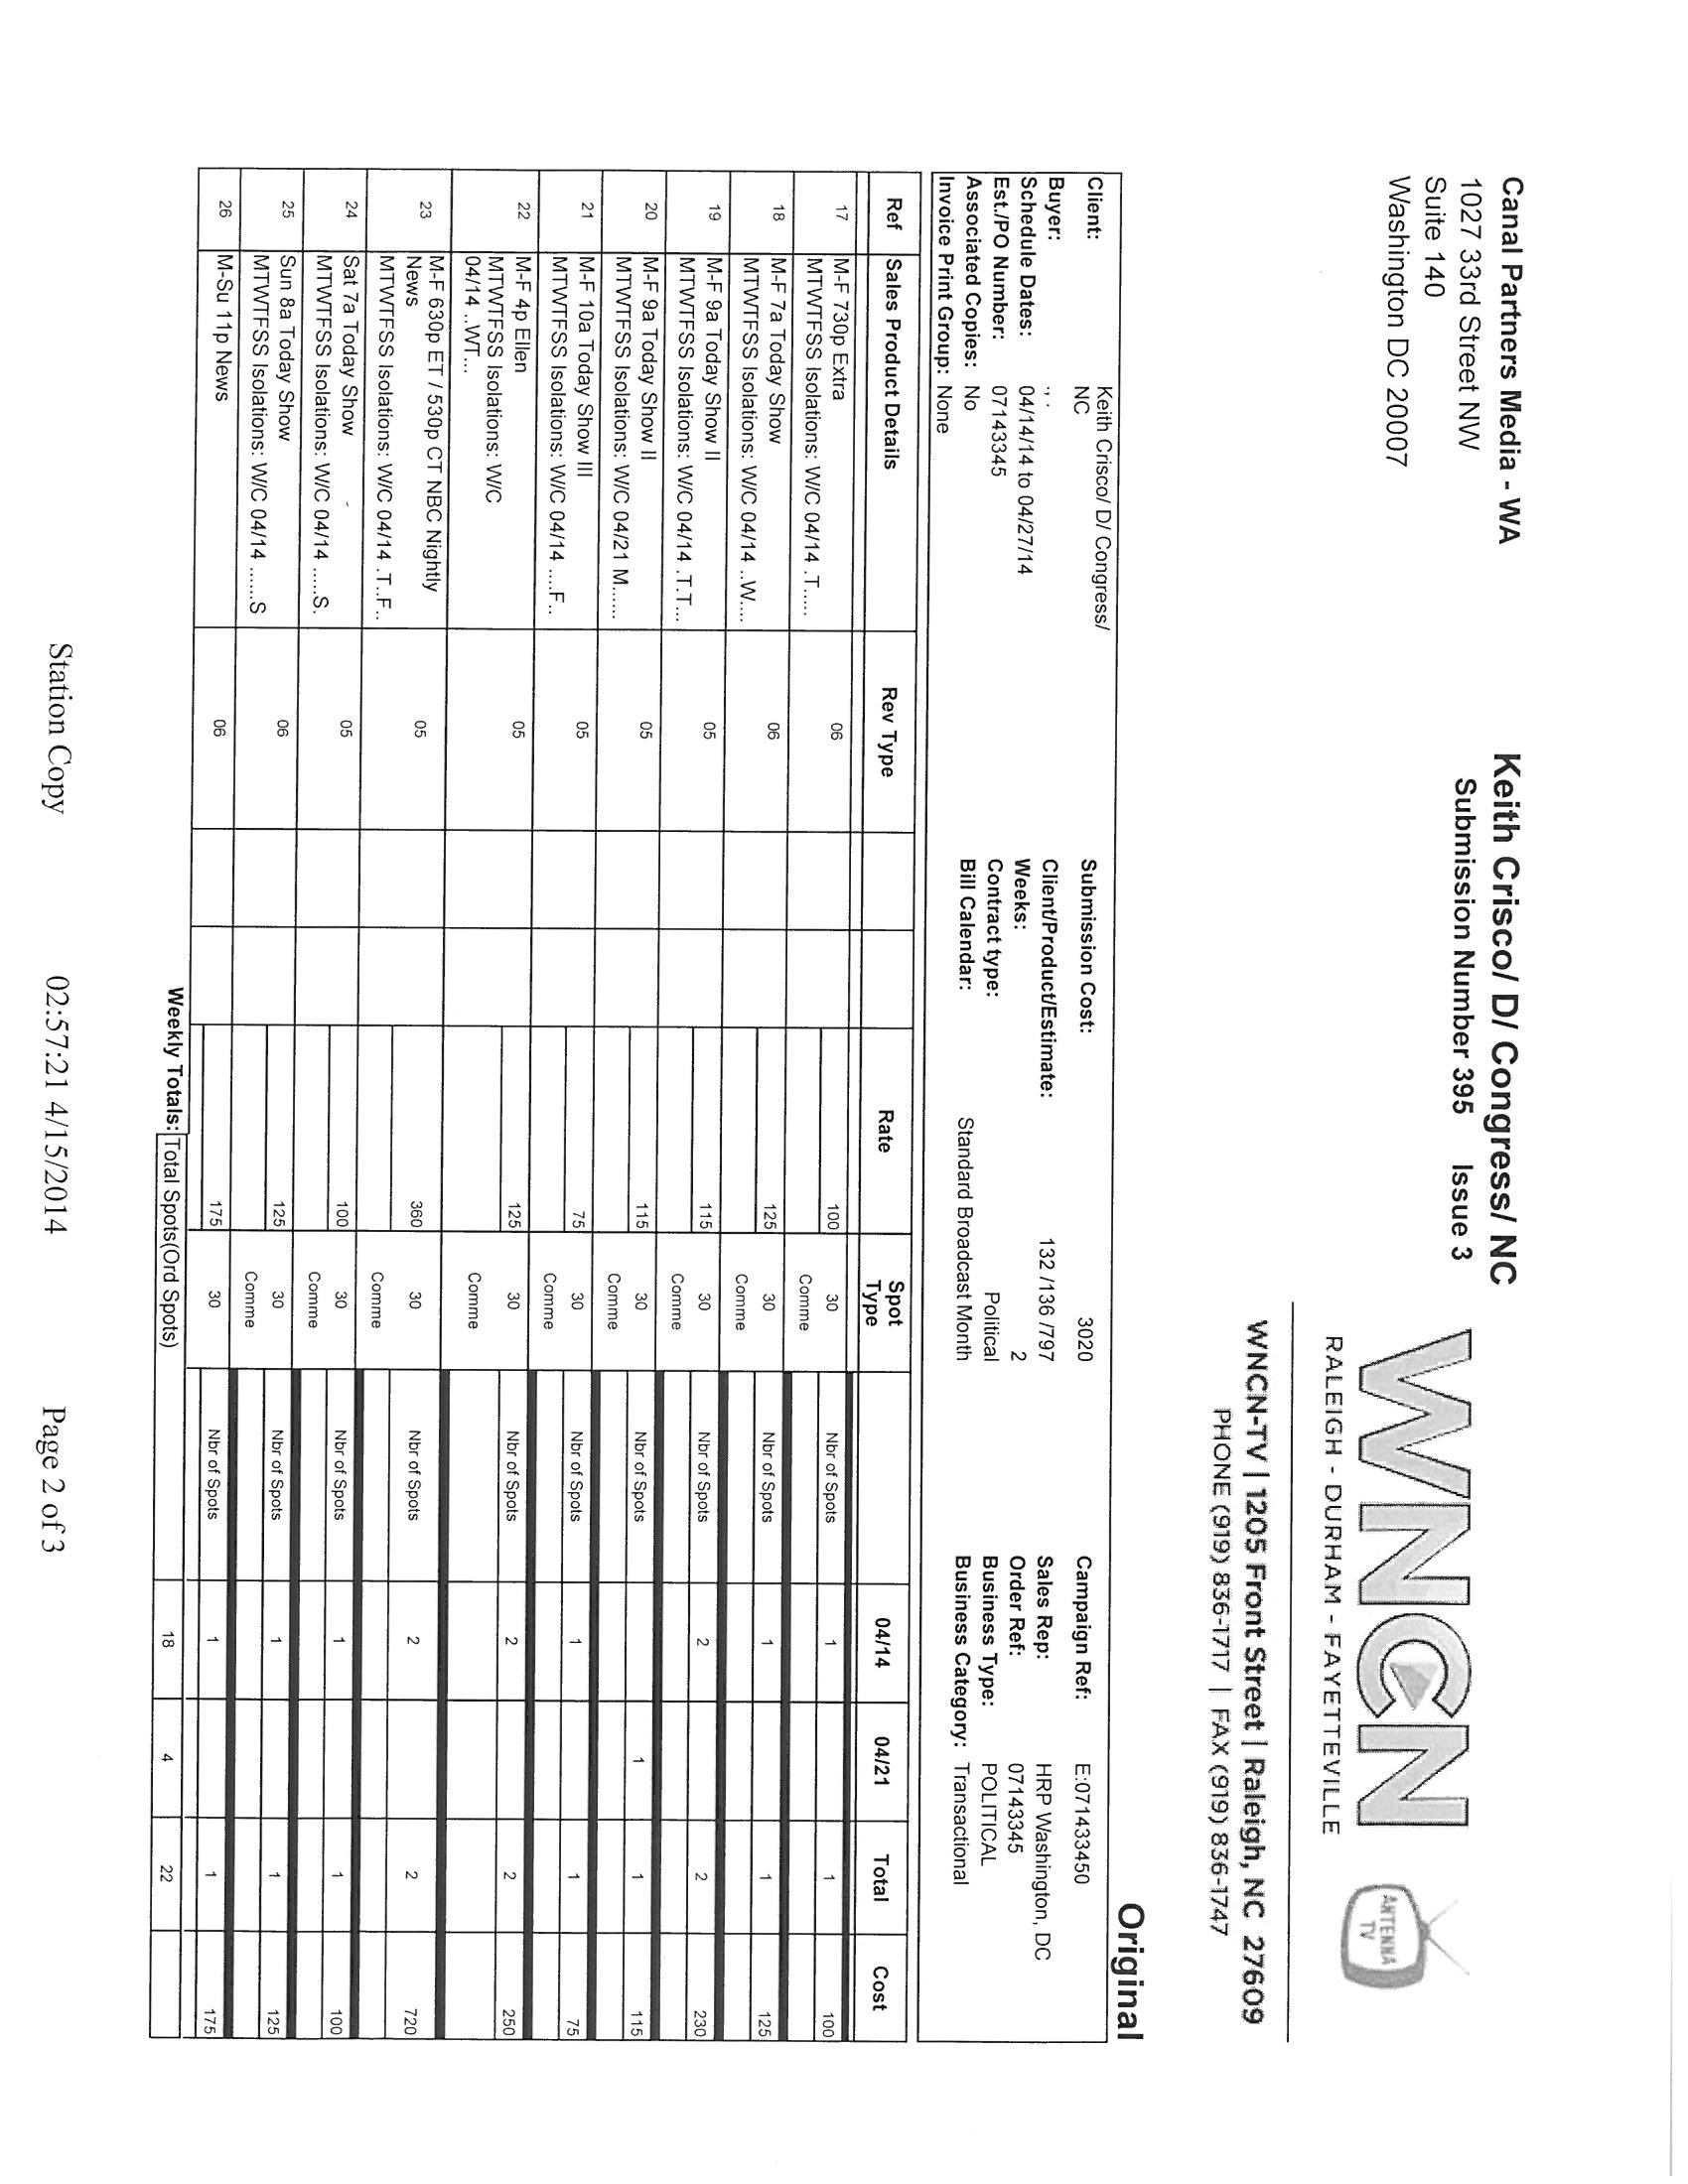 Canal Partners Media - WA
1027 33rd Street NW
Suite 140
Washington DC 20007
Keith Crisco/ D/ Congress/ NC
Submission Number 395 Issue 3
WNCN
RALEIGH - DURHAM - FAYETTEVILLE
ANTENNA
TV
WNCN-TV | 1205 Front Street | Raleigh, NC 27609
PHONE (919) 836-1717 | FAX (919) 836-1747
Original
Client: Keith Crisco/ D/ Congress/ Submission Cost: 3020 Campaign Ref: E:071433450
NC
Buyer: ., . Client/Product/Estimate: 132 /136 /797 Sales Rep: HRP Washington, DC
Schedule Dates: 04/14/14 to 04/27/14 Weeks: 2 Order Ref: 07143345
Est./PO Number: 07143345 Contract type: Political Business Type: POLITICAL
Associated Copies: No Bill Calendar: Standard Broadcast Month Business Category: Transactional
Invoice Print Group: None
Ref Sales Product Details Rev Type Rate Spot Type 04/14 04/21 Total Cost
17 M-F 730p Extra 06 100 30 Nbr of Spots 1 1 100
MTWTFSS Isolations: W/C 04/14 .T..... Comme
18 M-F 7a Today Show 06 125 30 Nbr of Spots 1 1 125
MTWTFSS Isolations: W/C 04/14 ..W.... Comme
19 M-F 9a Today Show II 05 115 30 Nbr of Spots 2 2 230
MTWTFSS Isolations: W/C 04/14 .T.T... Comme
20 M-F 9a Today Show II 05 115 30 Nbr of Spots 1 1 115
MTWTFSS Isolations: W/C 04/21 M...... Comme
21 M-F 10a Today Show III 05 75 30 Nbr of Spots 1 1 75
MTWTFSS Isolations: W/C 04/14 ....F.. Comme
22 M-F 4p Ellen 05 125 30 Nbr of Spots 2 2 250
MTWTFSS Isolations: W/C Comme
04/14 ..WT...
23 M-F 630p ET / 530p CT NBC Nightly 05 360 30 Nbr of Spots 2 2 720
News
MTWTFSS Isolations: W/C 04/14 .T..F.. Comme
24 Sat 7a Today Show 05 100 30 Nbr of Spots 1 1 100
MTWTFSS Isolations: W/C 04/14 .....S. Comme
25 Sun 8a Today Show 06 125 30 Nbr of Spots 1 1 125
MTWTFSS Isolations: W/C 04/14 ......S Comme
26 M-Su 11p News 06 175 30 Nbr of Spots 1 1 175
Weekly Totals: Total Spots(Ord Spots) 18 4 22
Station Copy 02:57:21 4/15/2014 Page 2 of 3